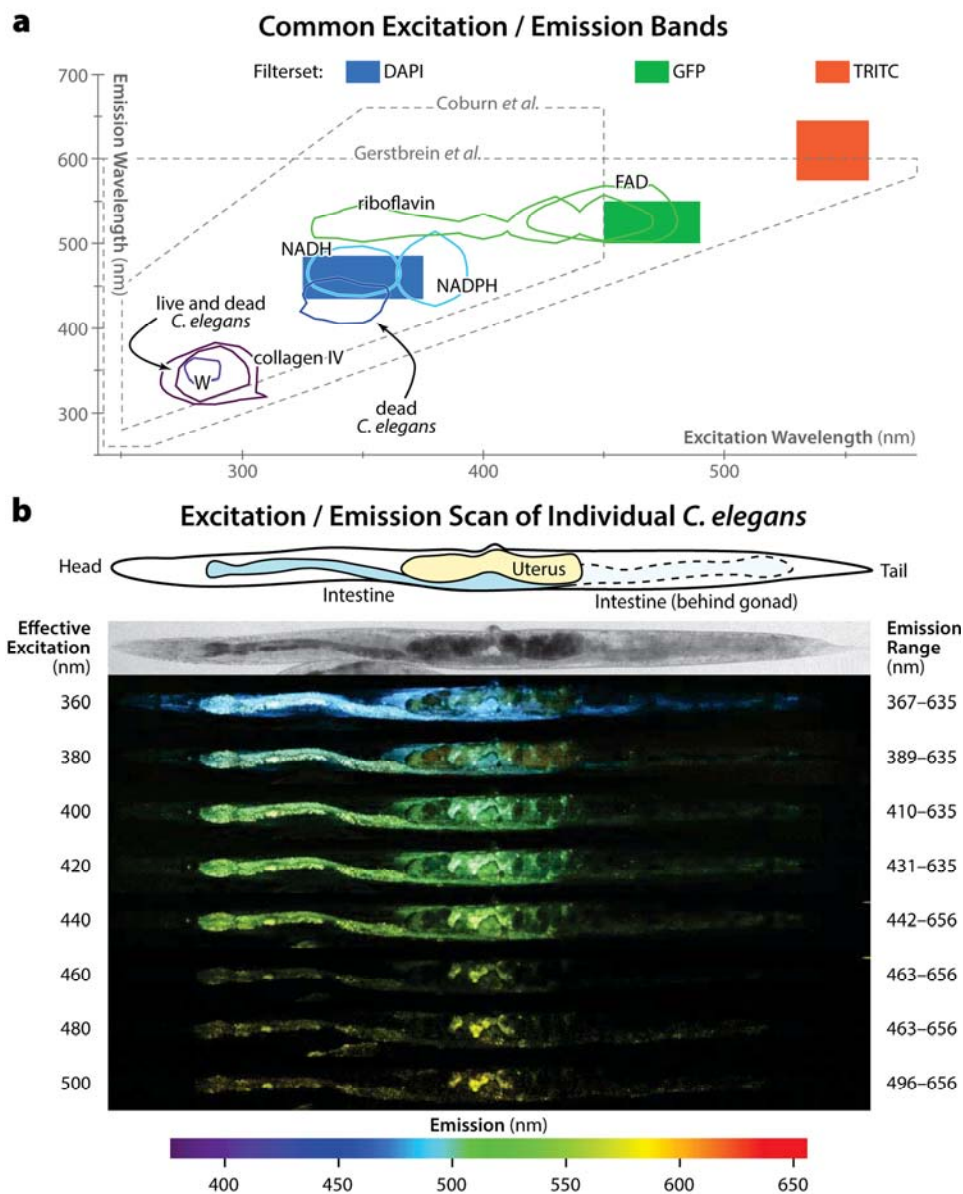 a
Common Excitation / Emission Bands
Filterset: DAPI GFP TRITC
Emission Wavelength (nm)
700
600
500
400
300
Coburn et al.
Gerstbrein et al.
FAD
riboflavin
NADH
NADPH
live and dead
C. elegans
collagen IV
W
dead
C. elegans
Excitation Wavelength (nm)
300 400 500
b
Excitation / Emission Scan of Individual C. elegans
Head
Uterus
Tail
Intestine
Intestine (behind gonad)
Effective
Excitation
(nm)
Emission
Range
(nm)
360 367–635
380 389–635
400 410–635
420 431–635
440 442–656
460 463–656
480 463–656
500 496–656
Emission (nm)
400 450 500 550 600 650